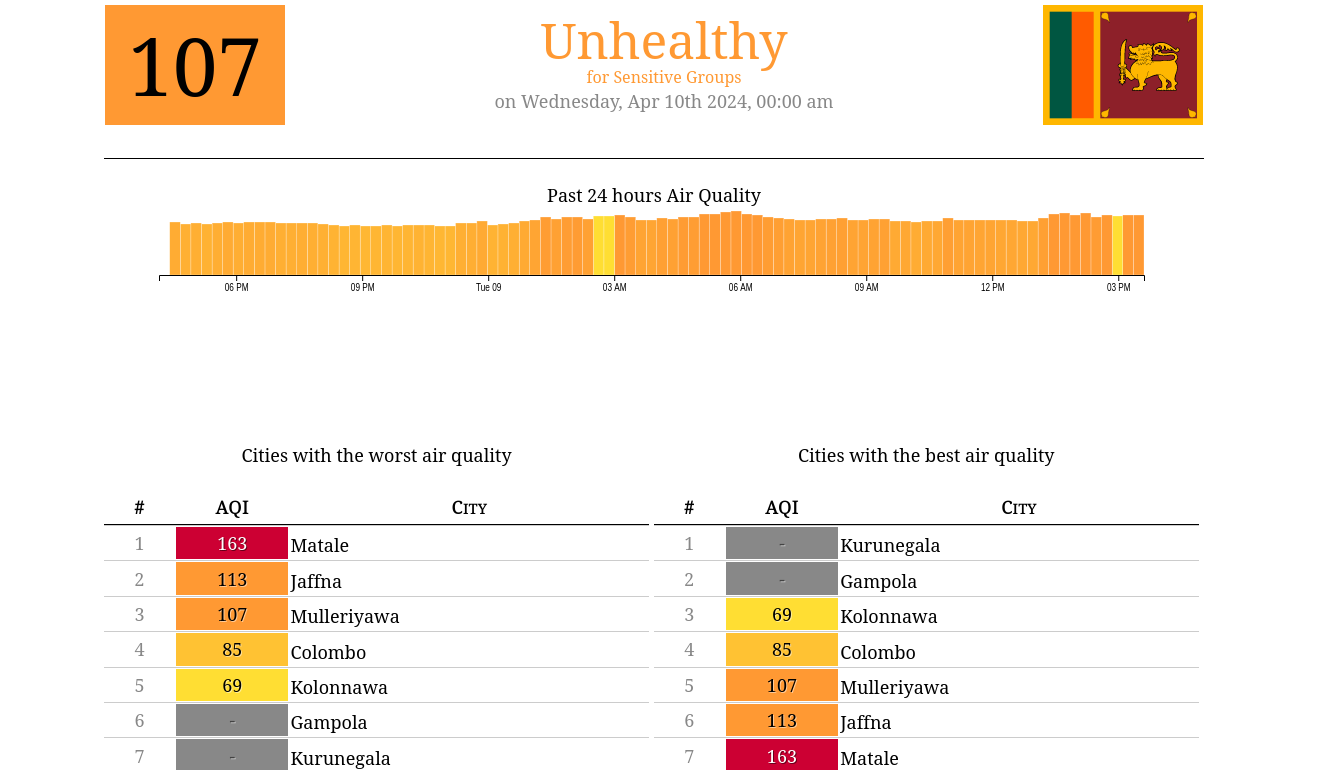 107
Unhealthy
for Sensitive Groups
on Wednesday, Apr 10th 2024, 00:00 am
Past 24 hours Air Quality
06 PM 09 PM Tue 09 03 AM 06 AM 09 AM 12 PM 03 PM
Cities with the worst air quality
# AQI City
1 163 Matale
2 113 Jaffna
3 107 Mulleriyawa
4 85 Colombo
5 69 Kolonnawa
6 - Gampola
7 - Kurunegala
Cities with the best air quality
# AQI City
1 - Kurunegala
2 - Gampola
3 69 Kolonnawa
4 85 Colombo
5 107 Mulleriyawa
6 113 Jaffna
7 163 Matale